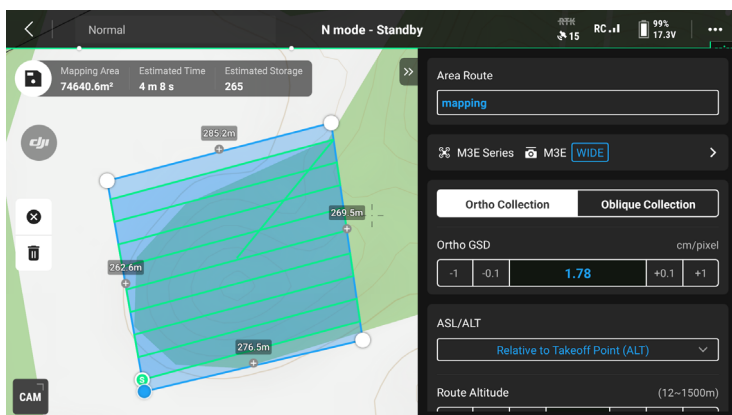 Normal
N mode - Standby
RTK
15
RC
99%
17.3V
Mapping Area
Estimated Time
Estimated Storage
74640.6m²
4 m 8 s
265
dji
285.2m
269.5m
262.6m
276.5m
S
CAM
Area Route
mapping
M3E Series
M3E
WIDE
Ortho Collection
Oblique Collection
Ortho GSD
cm/pixel
-1
-0.1
1.78
+0.1
+1
ASL/ALT
Relative to Takeoff Point (ALT)
Route Altitude
(12~1500m)